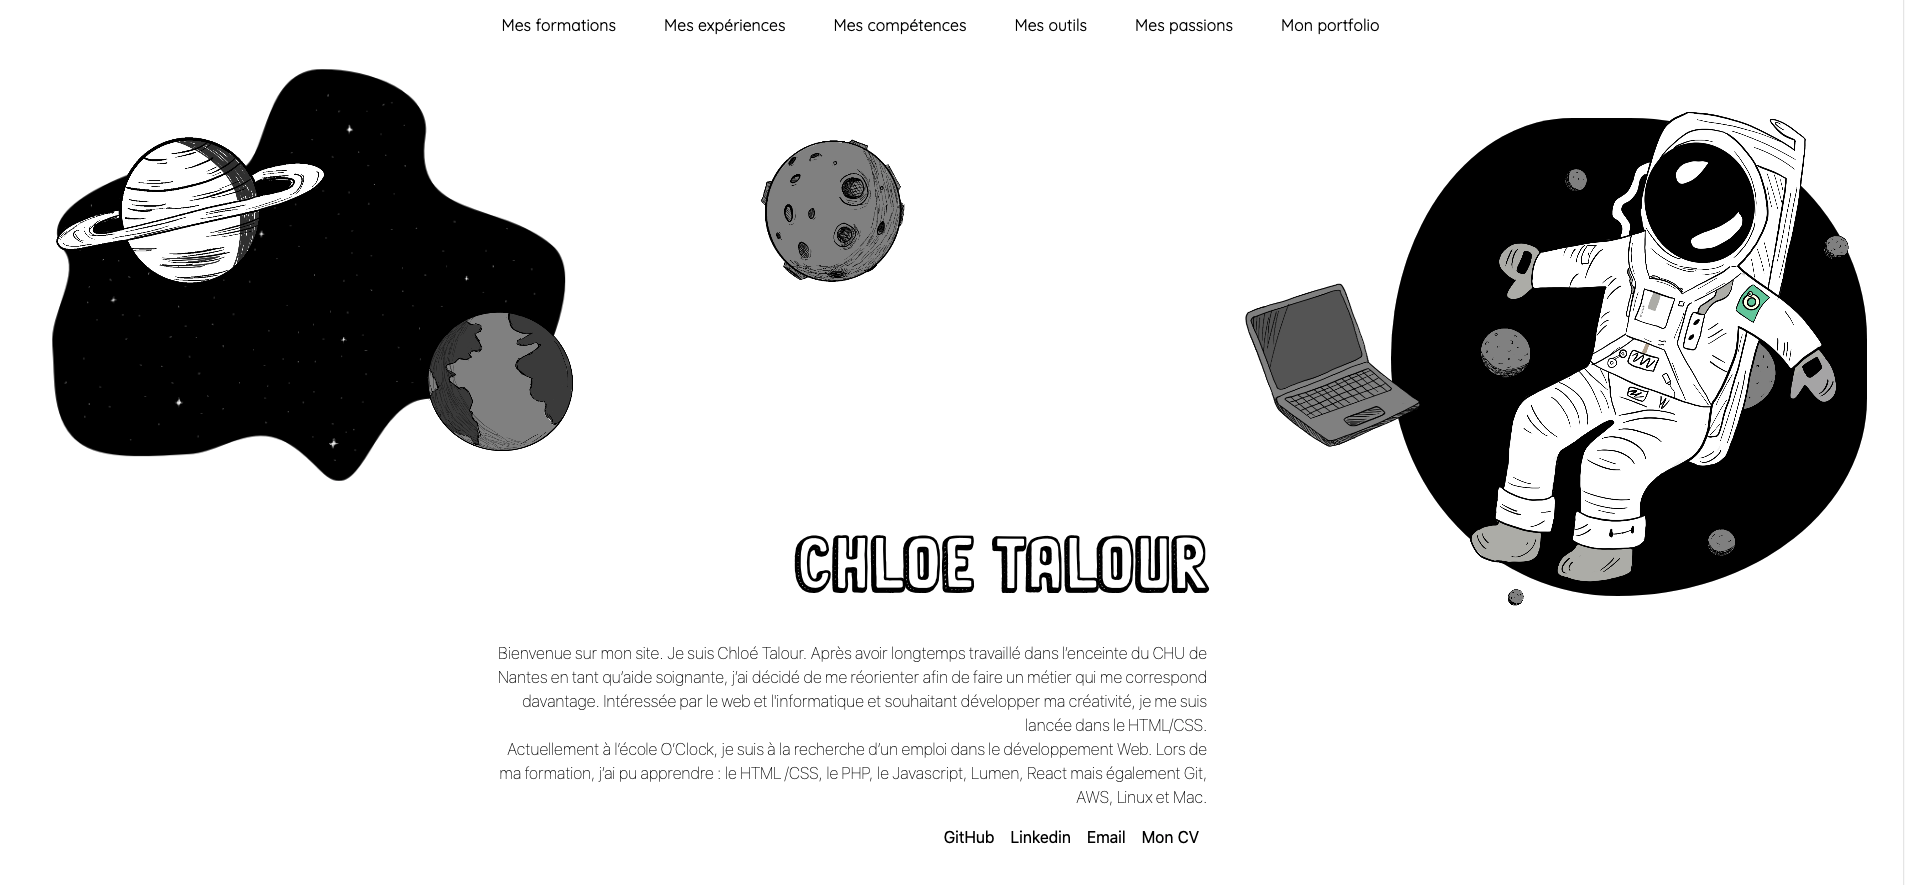 Mes formations Mes expériences Mes compétences Mes outils Mes passions Mon portfolio
CHLOE TALOUR
Bienvenue sur mon site. Je suis Chloé Talour. Après avoir longtemps travaillé dans l'enceinte du CHU de
Nantes en tant qu'aide soignante, j'ai décidé de me réorienter afin de faire un métier qui me correspond
davantage. Intéressée par le web et l'informatique et souhaitant développer ma créativité, je me suis
lancée dans le HTML/CSS.
Actuellement à l'école O'Clock, je suis à la recherche d'un emploi dans le développement Web. Lors de
ma formation, j'ai pu apprendre : le HTML /CSS, le PHP, le Javascript, Lumen, React mais également Git,
AWS, Linux et Mac.
GitHub Linkedin Email Mon CV